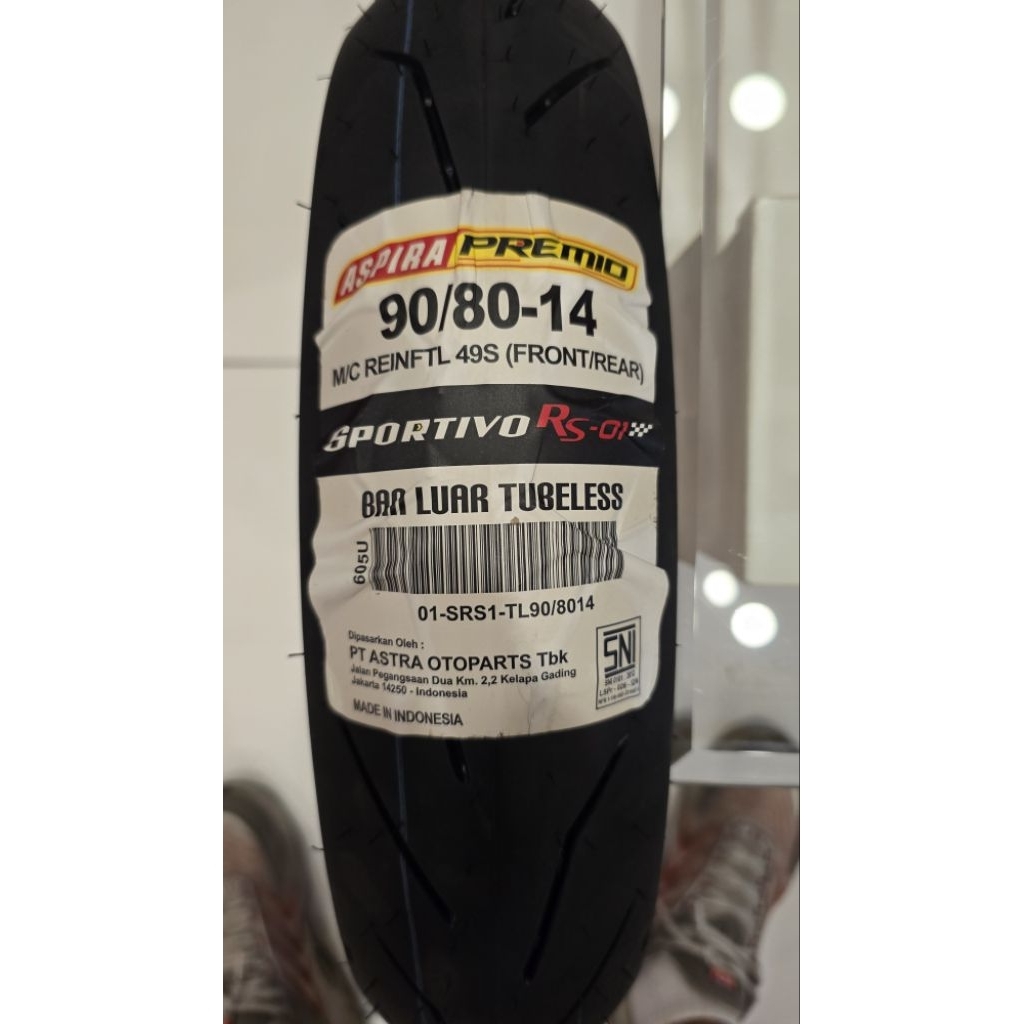 ASPIRA PREMIO
90/80-14
M/C REINFTL 49S (FRONT/REAR)
SPORTIVO RS-01
BAN LUAR TUBELESS
605U
01-SRS1-TL90/8014
Dipasarkan Oleh :
PT ASTRA OTOPARTS Tbk
Jalan Pegangsaan Dua Km. 2,2 Kelapa Gading
Jakarta 14250 - Indonesia
MADE IN INDONESIA
SNI